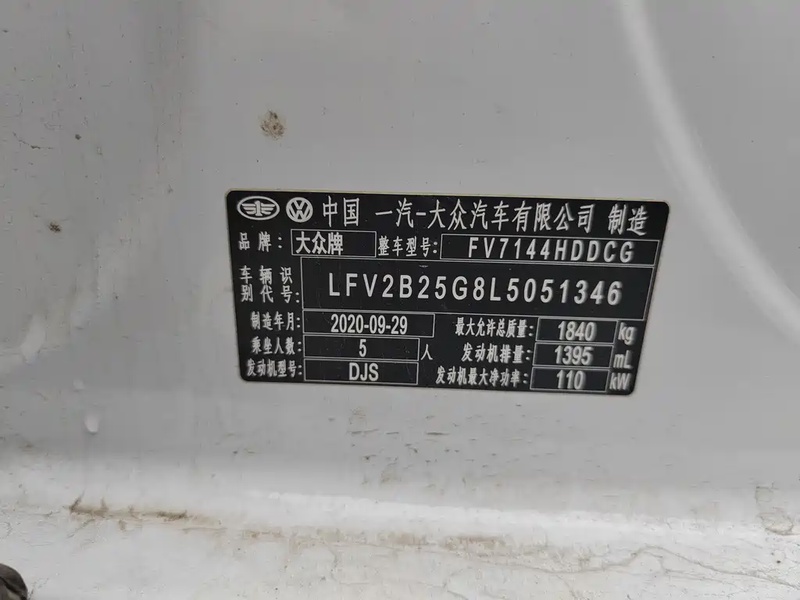 中国 一汽-大众汽车有限公司 制造
品牌: 大众牌 整车型号: FV7144HDDCG
车辆识别代号: LFV2B25G8L5051346
制造年月: 2020-09-29 最大允许总质量: 1840 kg
乘坐人数: 5 人 发动机排量: 1395 mL
发动机型号: DJS 发动机最大净功率: 110 kW